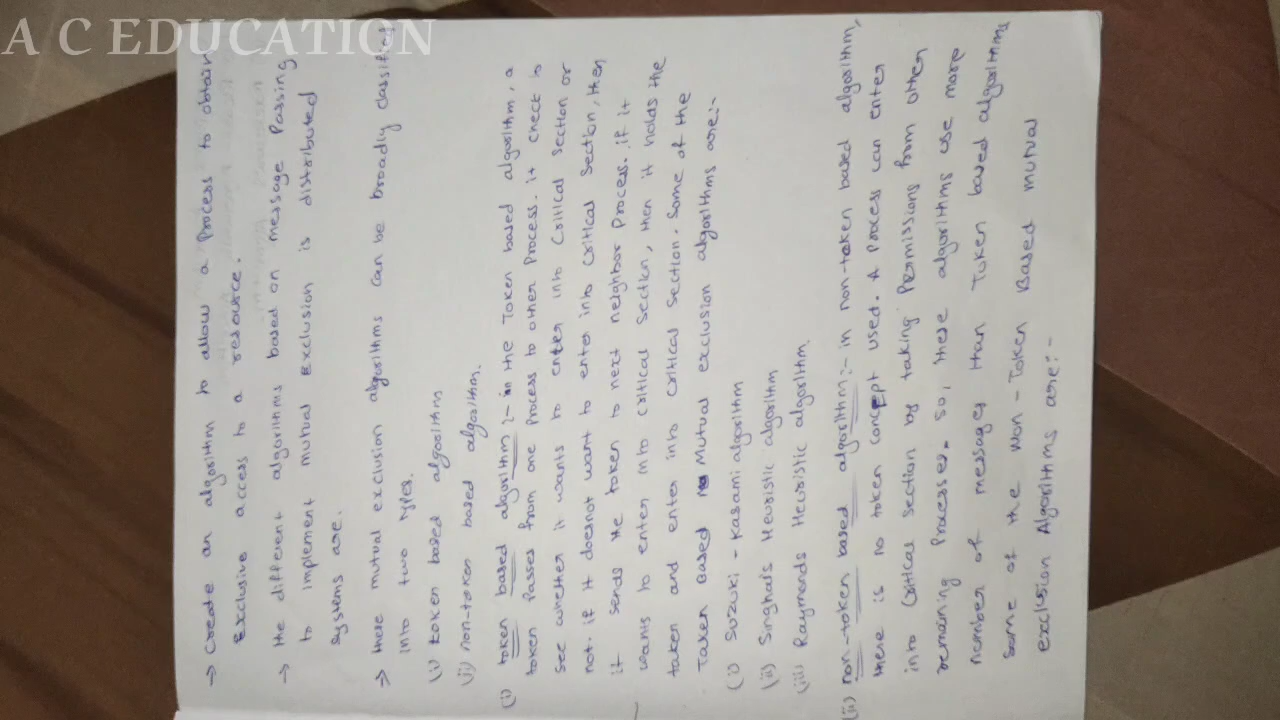 A C EDUCATION
→ Create an algorithm to allow a Process to obtain
Exclusive access to a resource.
→ the different algorithms based on message Passing
to implement mutual Exclusion is distributed
systems are.
→ these mutual exclusion algorithms can be broadly classified
into two types.
(i) token based algorithm
(ii) non-token based algorithm.
(i) token based algorithm :- in the Token based algorithm, a
token Passes from one Process to other Process. it check to
see whether it wants to enter into Critical section or
not. if it doesnot want to enter into critical section, then
it sends the token to next neighbor Process. if it
wants to enter into critical section, then it holds the
token and enter into critical section. Some of the
Token Based Mutual exclusion algorithms are:-
(i) Suzuki - Kasami algorithm
(ii) Singhal's Heuristic algorithm
(iii) Raymonds Heuristic algorithm.
(ii) non-token based algorithm:- in non-token based algorithm,
there is no token concept used. A Process can enter
into Critical section by taking Permissions from other
remining Processes. So, these algorithms use more
number of messages than Token based algorithms
Some of the Non-Token Based mutual
exclsion Algorithms are:-